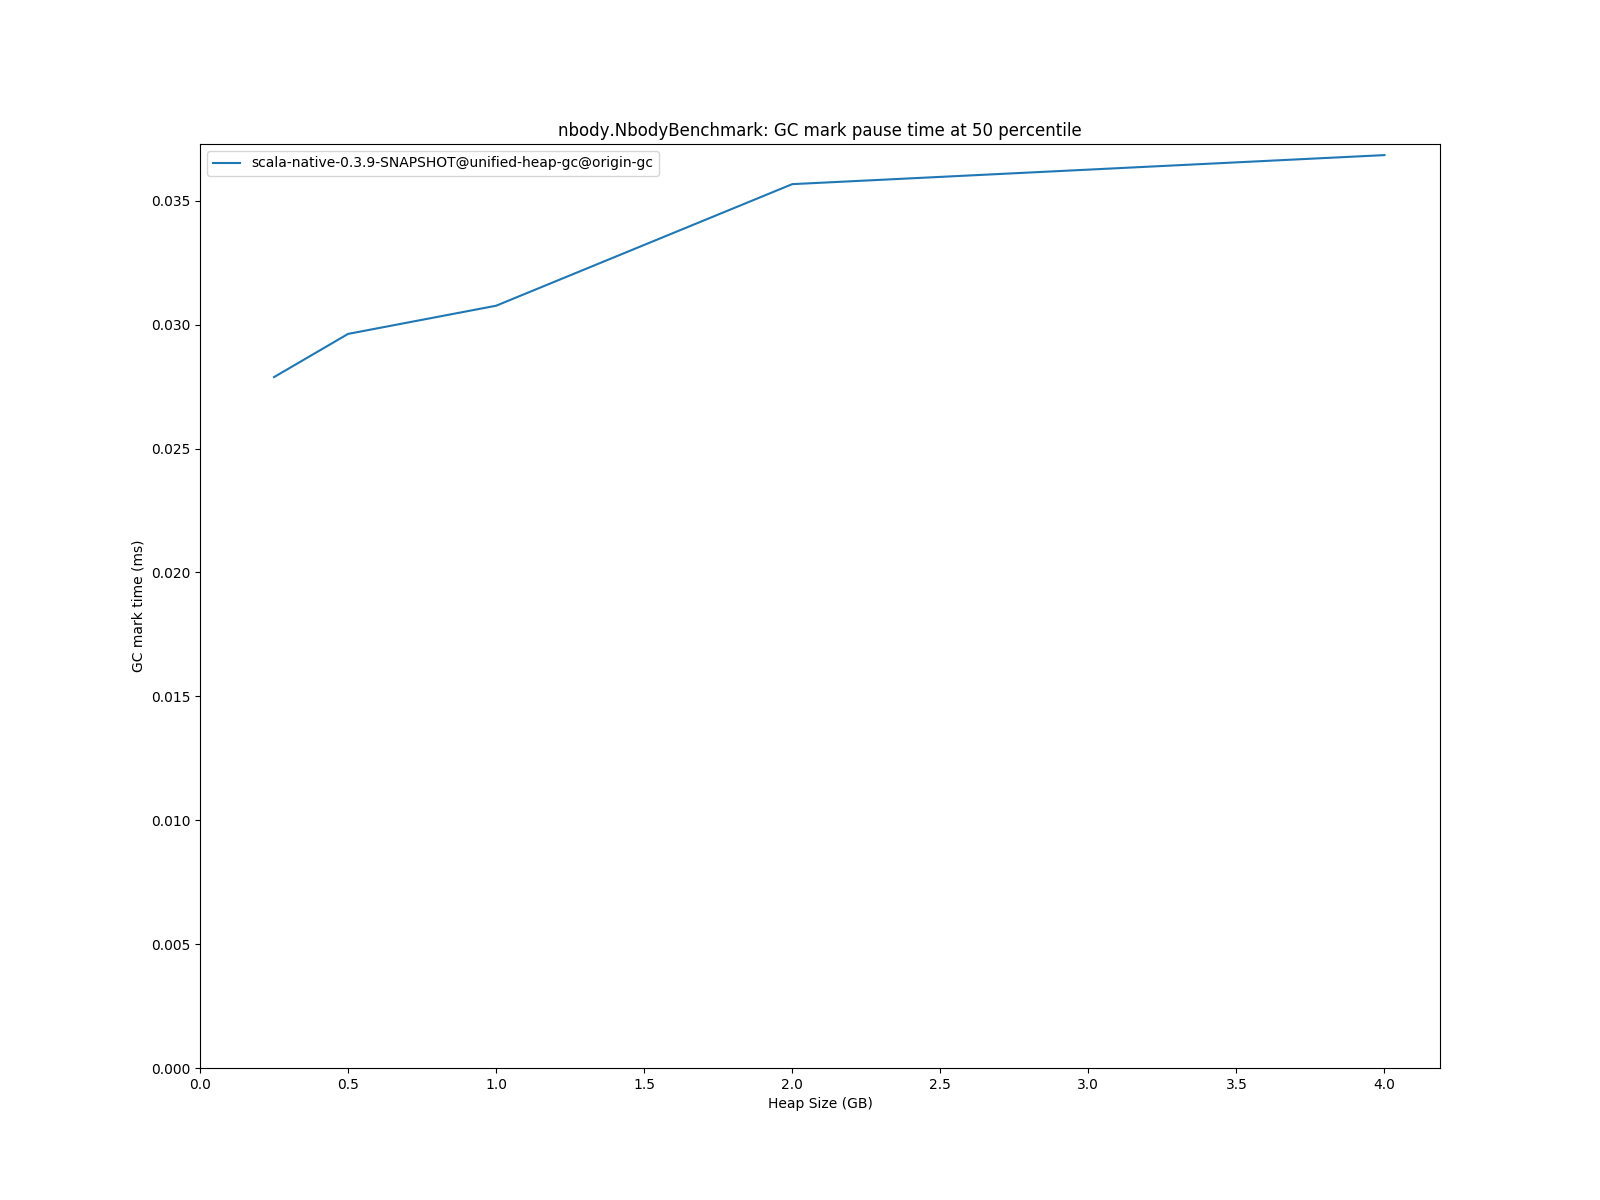 nbody.NbodyBenchmark: GC mark pause time at 50 percentile
scala-native-0.3.9-SNAPSHOT@unified-heap-gc@origin-gc
0.035
0.030
0.025
0.020
0.015
0.010
0.005
0.000
GC mark time (ms)
0.0 0.5 1.0 1.5 2.0 2.5 3.0 3.5 4.0
Heap Size (GB)